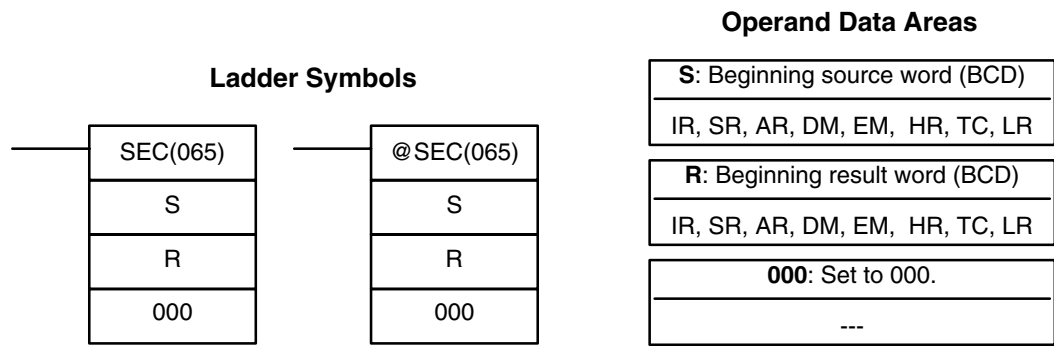 Ladder Symbols
SEC(065)
S
R
000
@SEC(065)
S
R
000
Operand Data Areas
S: Beginning source word (BCD)
IR, SR, AR, DM, EM, HR, TC, LR
R: Beginning result word (BCD)
IR, SR, AR, DM, EM, HR, TC, LR
000: Set to 000.
---